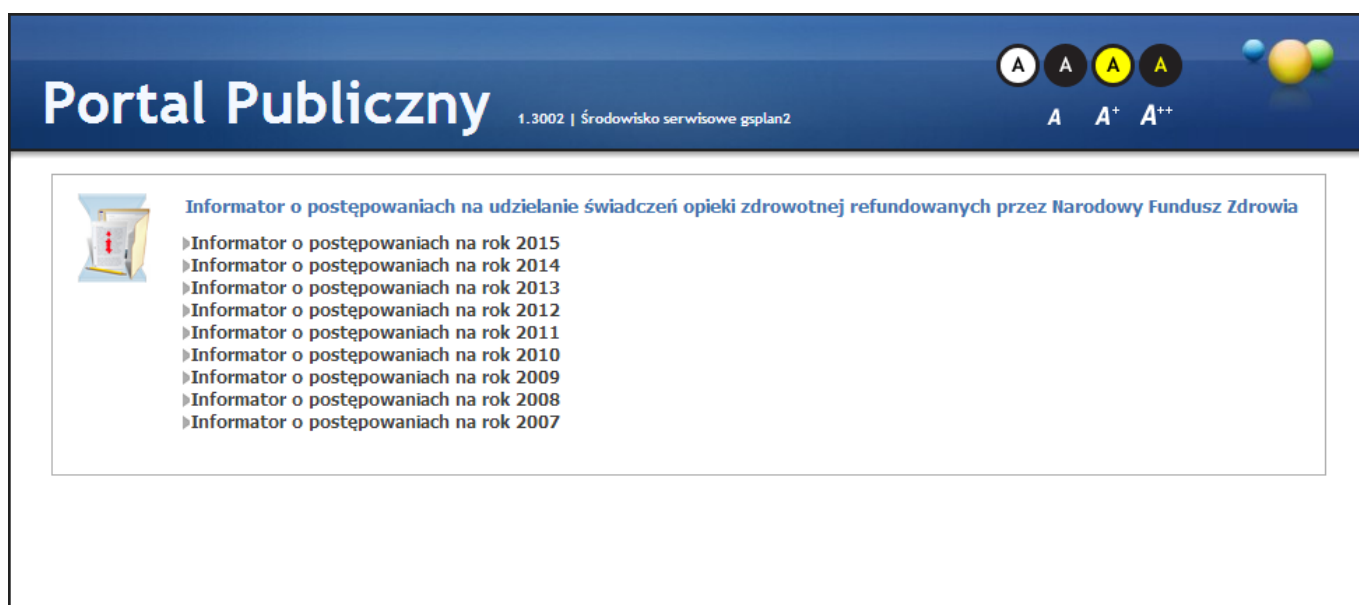 A A A A
Portal Publiczny 1.3002 | Środowisko serwisowe gsplan2 A A+ A++
Informator o postępowaniach na udzielanie świadczeń opieki zdrowotnej refundowanych przez Narodowy Fundusz Zdrowia
Informator o postępowaniach na rok 2015
Informator o postępowaniach na rok 2014
Informator o postępowaniach na rok 2013
Informator o postępowaniach na rok 2012
Informator o postępowaniach na rok 2011
Informator o postępowaniach na rok 2010
Informator o postępowaniach na rok 2009
Informator o postępowaniach na rok 2008
Informator o postępowaniach na rok 2007